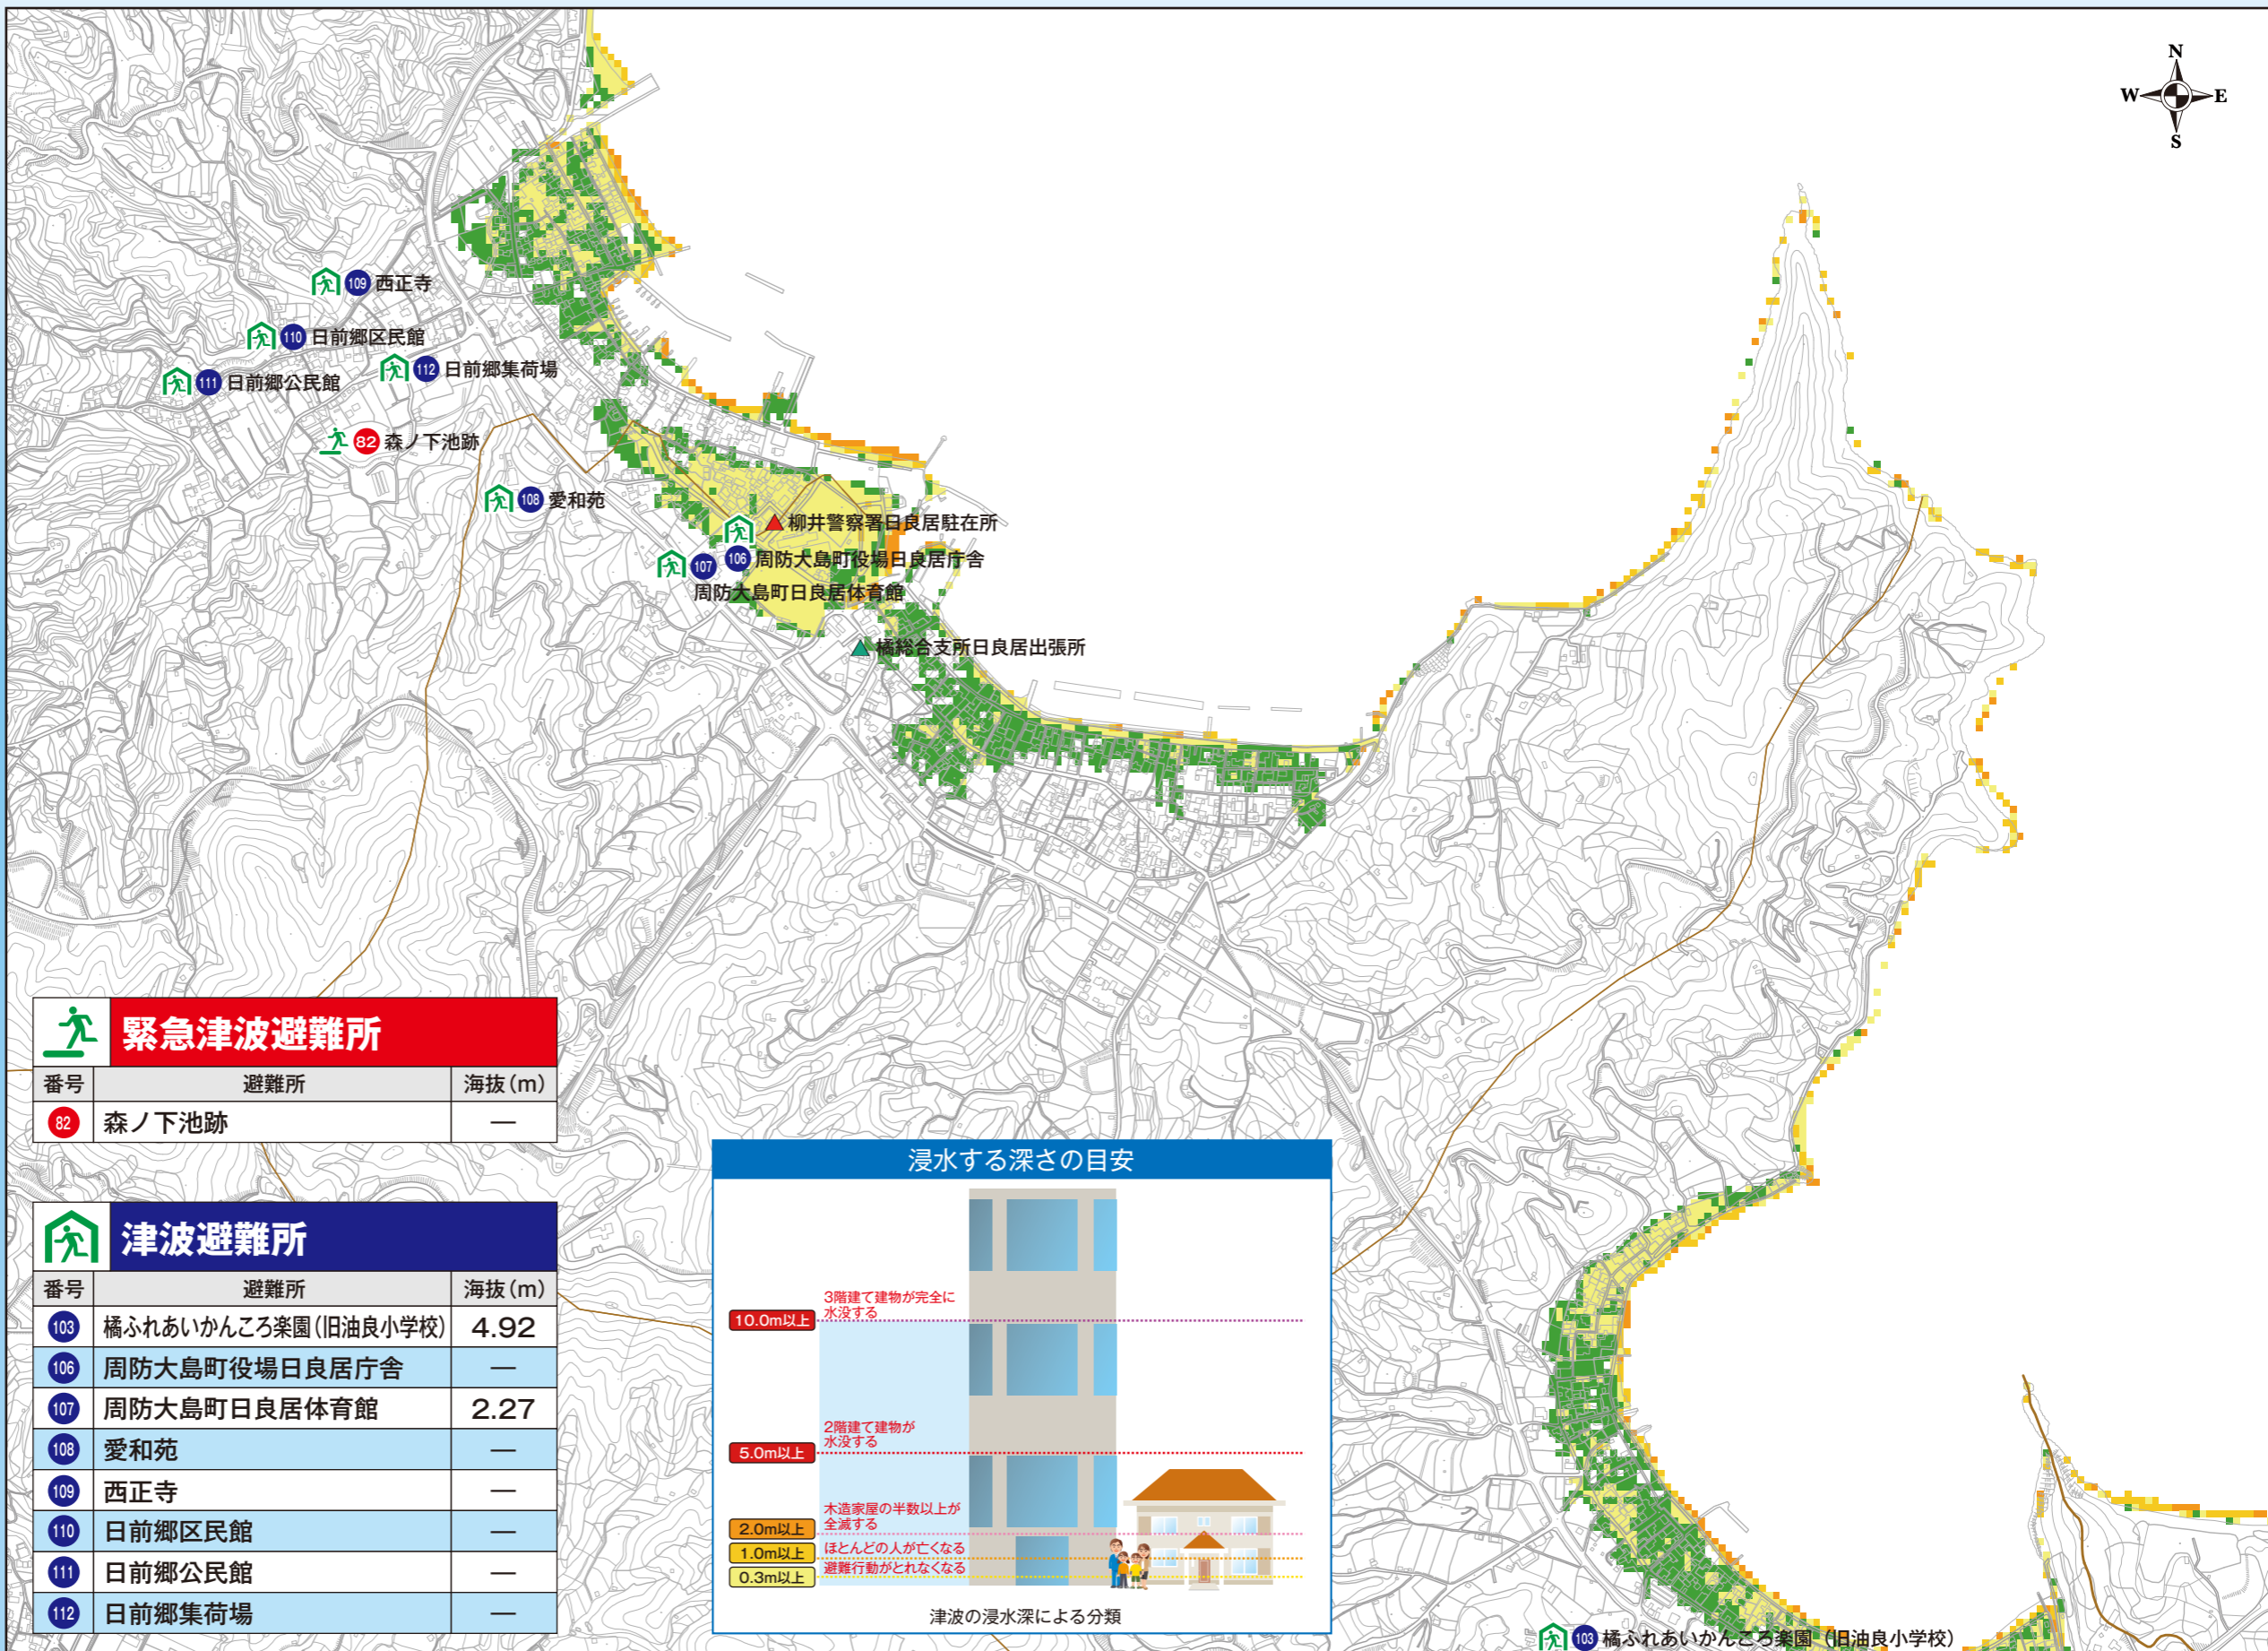 N
W E
S
109 西正寺
110 日前郷区民館
112 日前郷集荷場
111 日前郷公民館
82 森ノ下池跡
108 愛和苑
柳井警察署日良居駐在所
106 周防大島町役場日良居庁舎
107
周防大島町日良居体育館
橘総合支所日良居出張所
緊急津波避難所
番号 避難所 海抜(m)
82 森ノ下池跡 —
津波避難所
番号 避難所 海抜(m)
103 橘ふれあいかんころ楽園(旧油良小学校) 4.92
106 周防大島町役場日良居庁舎 —
107 周防大島町日良居体育館 2.27
108 愛和苑 —
109 西正寺 —
110 日前郷区民館 —
111 日前郷公民館 —
112 日前郷集荷場 —
浸水する深さの目安
3階建て建物が完全に
水没する
10.0m以上
2階建て建物が
水没する
5.0m以上
木造家屋の半数以上が
全滅する
2.0m以上
ほとんどの人が亡くなる
1.0m以上
避難行動がとれなくなる
0.3m以上
津波の浸水深による分類
103 橘ふれあいかんころ楽園(旧油良小学校)